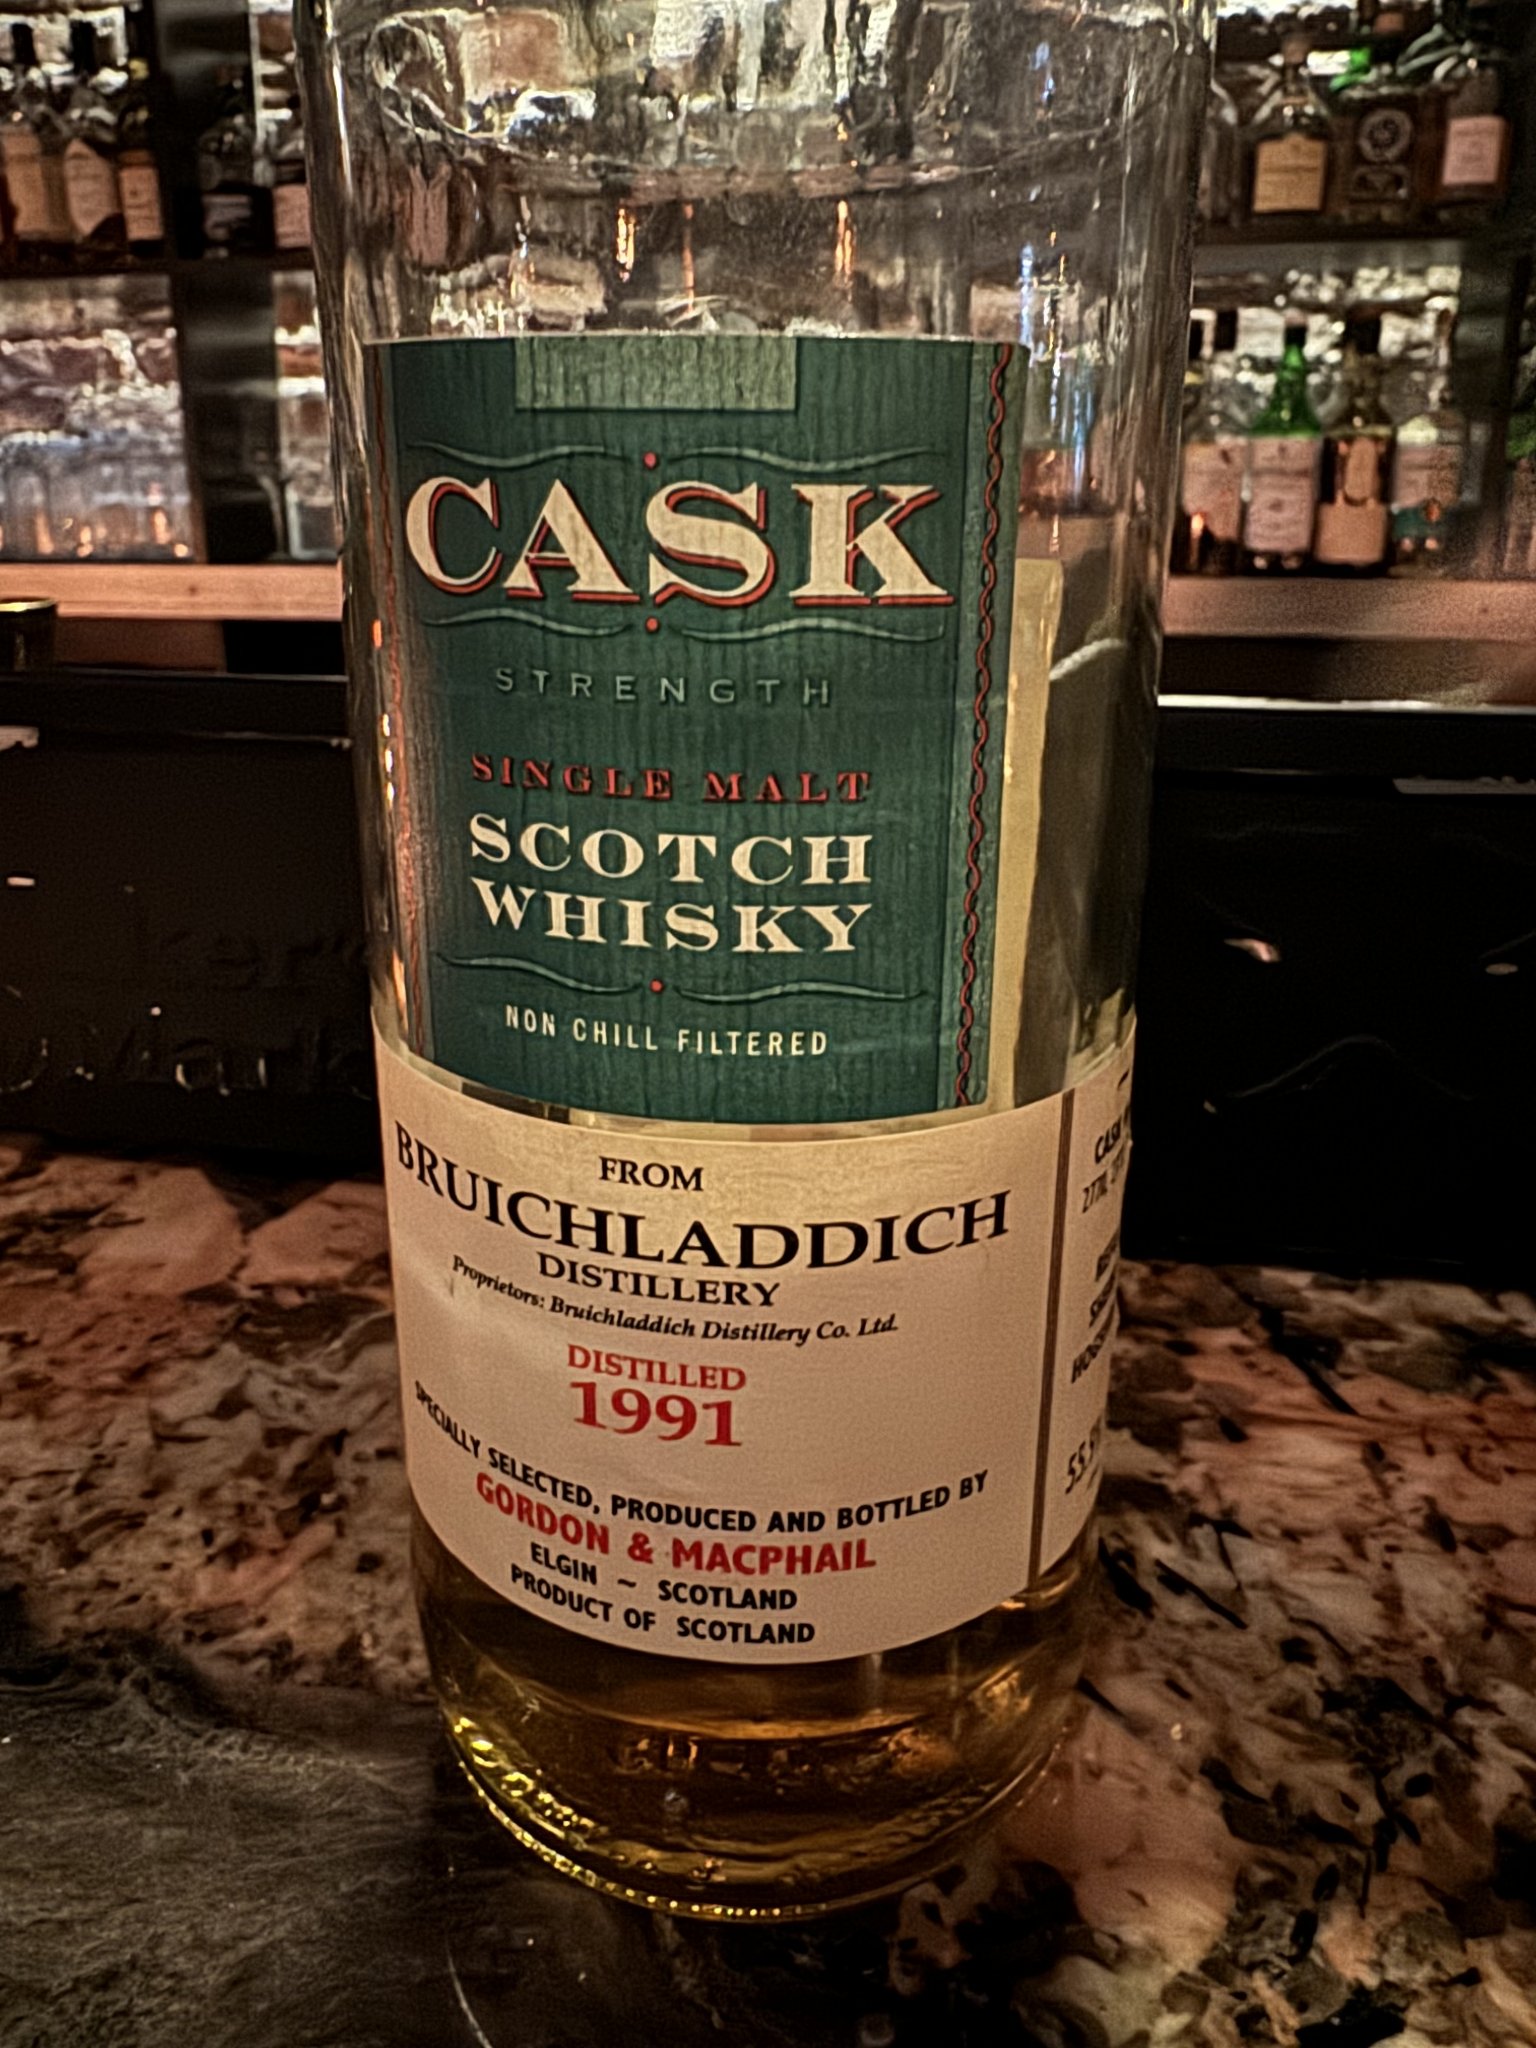 CASK
STRENGTH
SINGLE MALT
SCOTCH
WHISKY
NON CHILL FILTERED
FROM
BRUICHLADDICH
DISTILLERY
Proprietors: Bruichladdich Distillery Co. Ltd.
DISTILLED
1991
SPECIALLY SELECTED, PRODUCED AND BOTTLED BY
GORDON & MACPHAIL
ELGIN ~ SCOTLAND
PRODUCT OF SCOTLAND
CASK